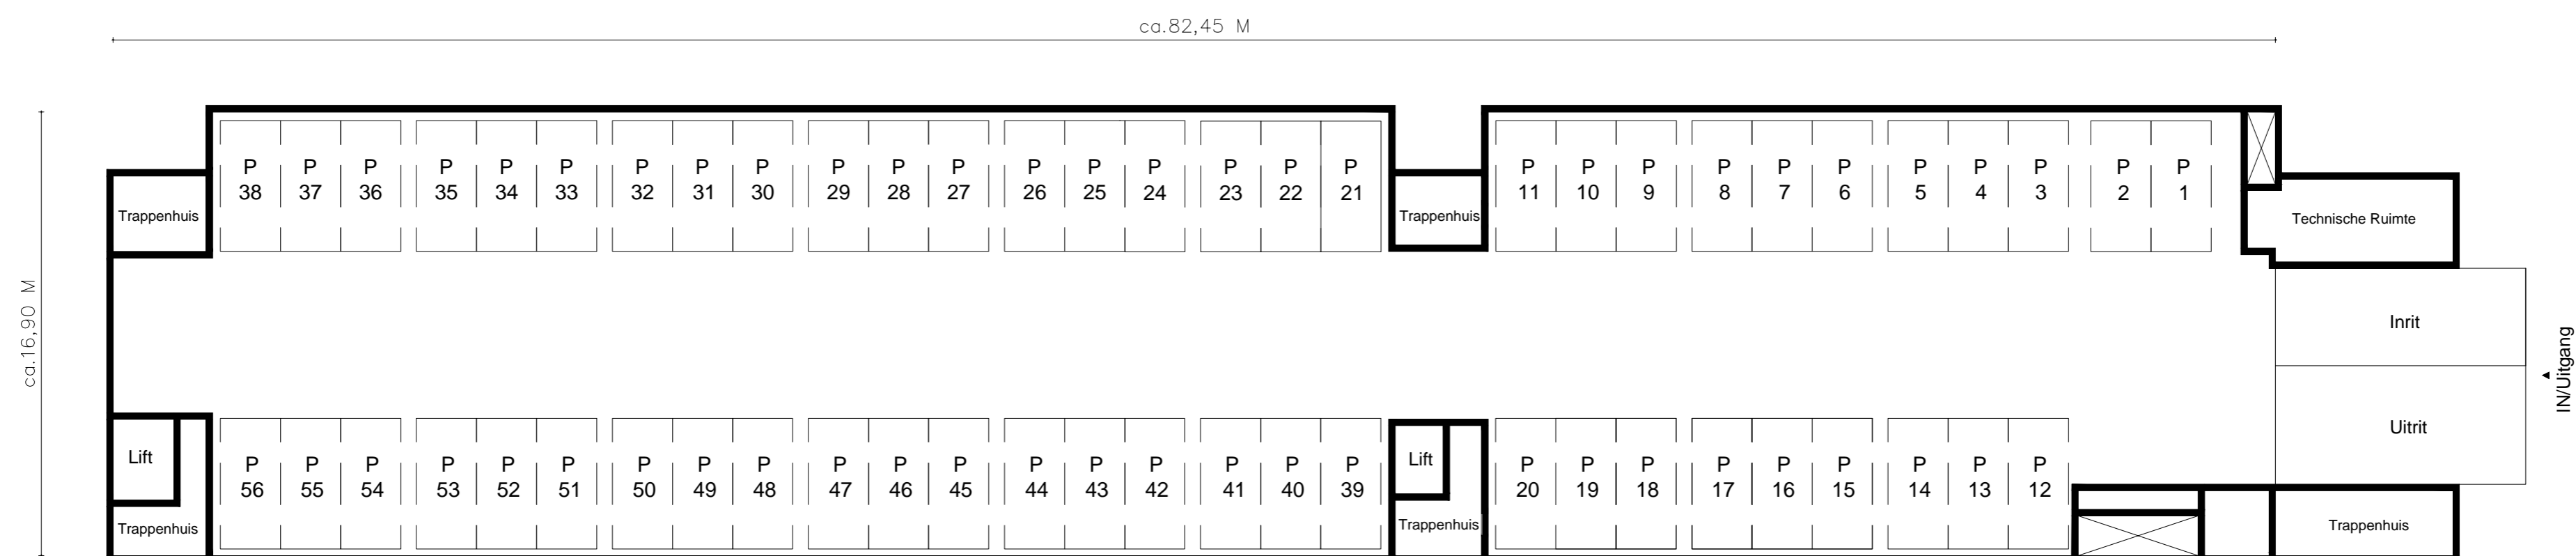 ca.82,45 M
ca.16,90 M
P P P P P P P P P P P P P P P P P P P P P P P P P P P P P
38 37 36 35 34 33 32 31 30 29 28 27 26 25 24 23 22 21 11 10 9 8 7 6 5 4 3 2 1
Trappenhuis
Trappenhuis
Technische Ruimte
Inrit
IN/Uitgang
Uitrit
Lift
Lift
P P P P P P P P P P P P P P P P P P P P P P P P P P P
56 55 54 53 52 51 50 49 48 47 46 45 44 43 42 41 40 39 20 19 18 17 16 15 14 13 12
Trappenhuis
Trappenhuis
Trappenhuis